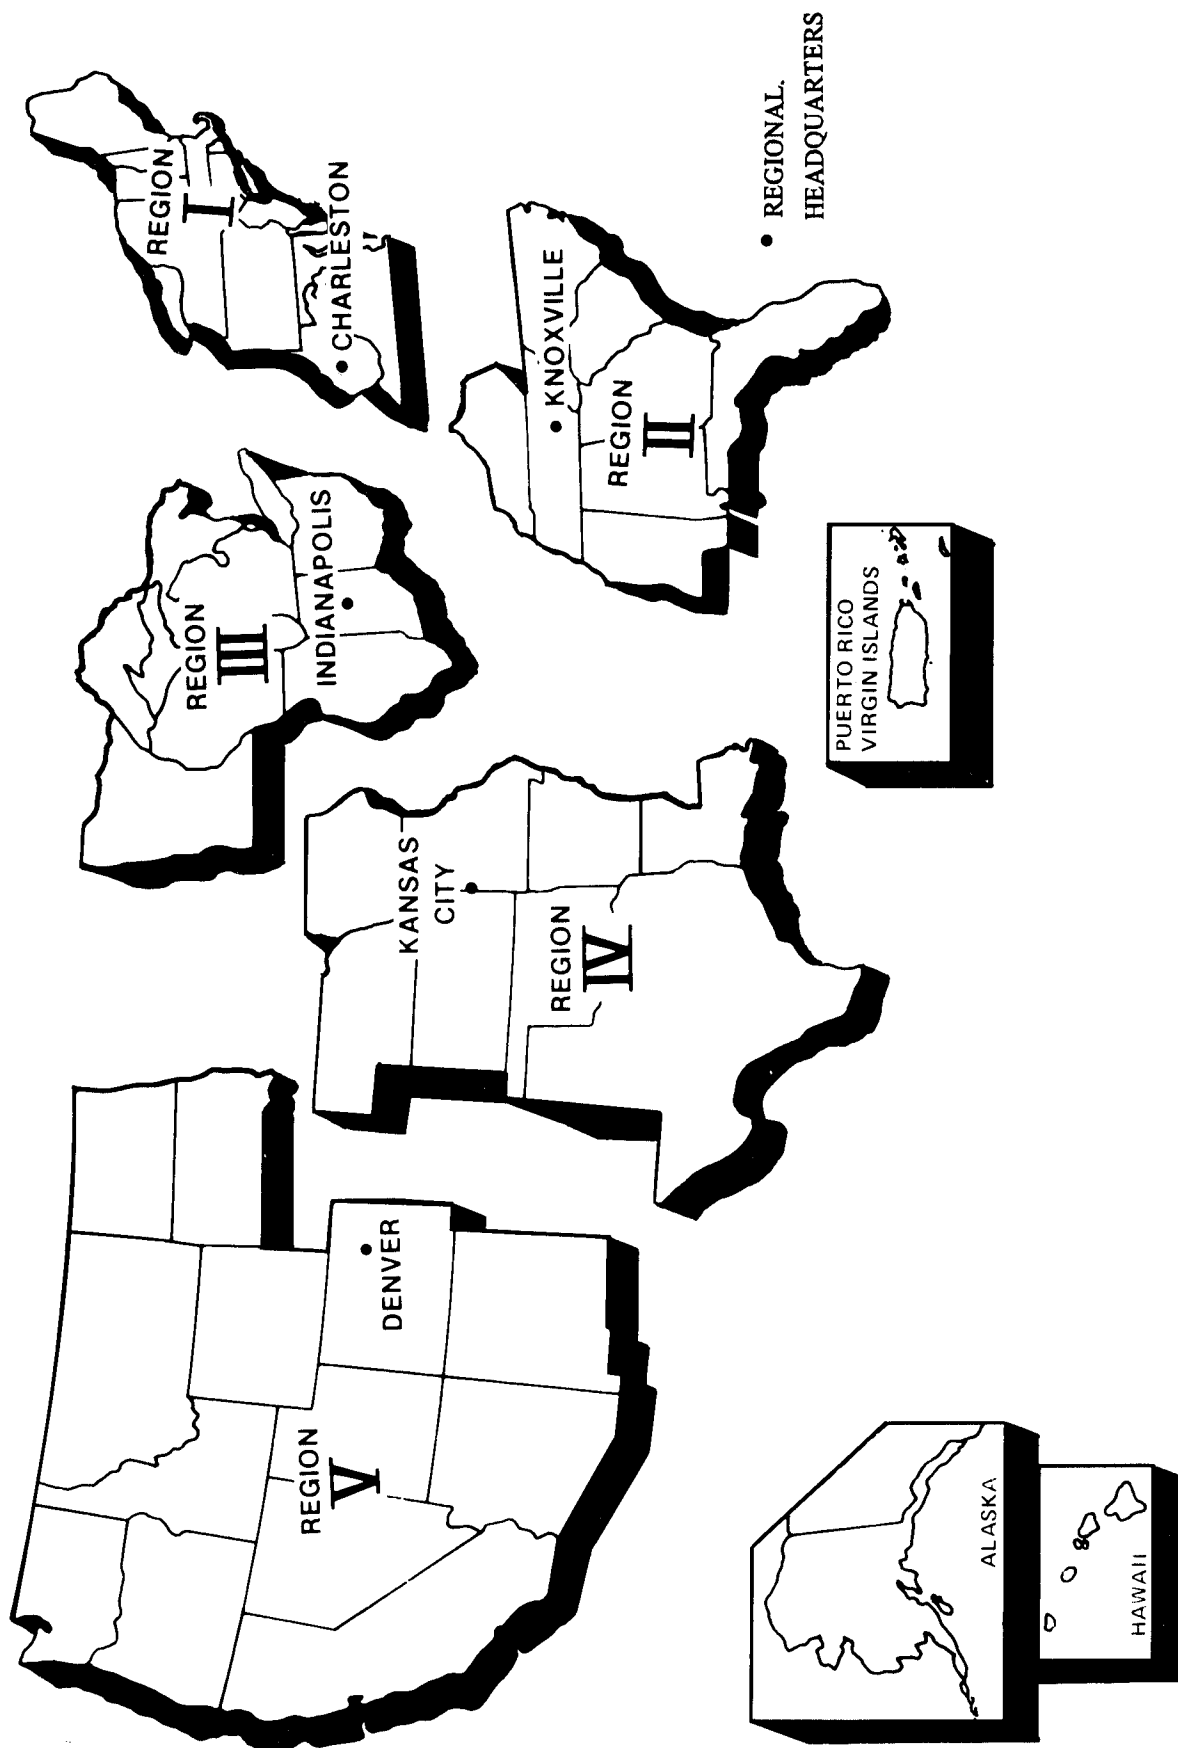 REGION
I
CHARLESTON
REGION
III
INDIANAPOLIS
KNOXVILLE
REGION
II
• REGIONAL.
HEADQUARTERS
KANSAS
CITY
REGION
IV
PUERTO RICO
VIRGIN ISLANDS
DENVER
REGION
V
ALASKA
HAWAII